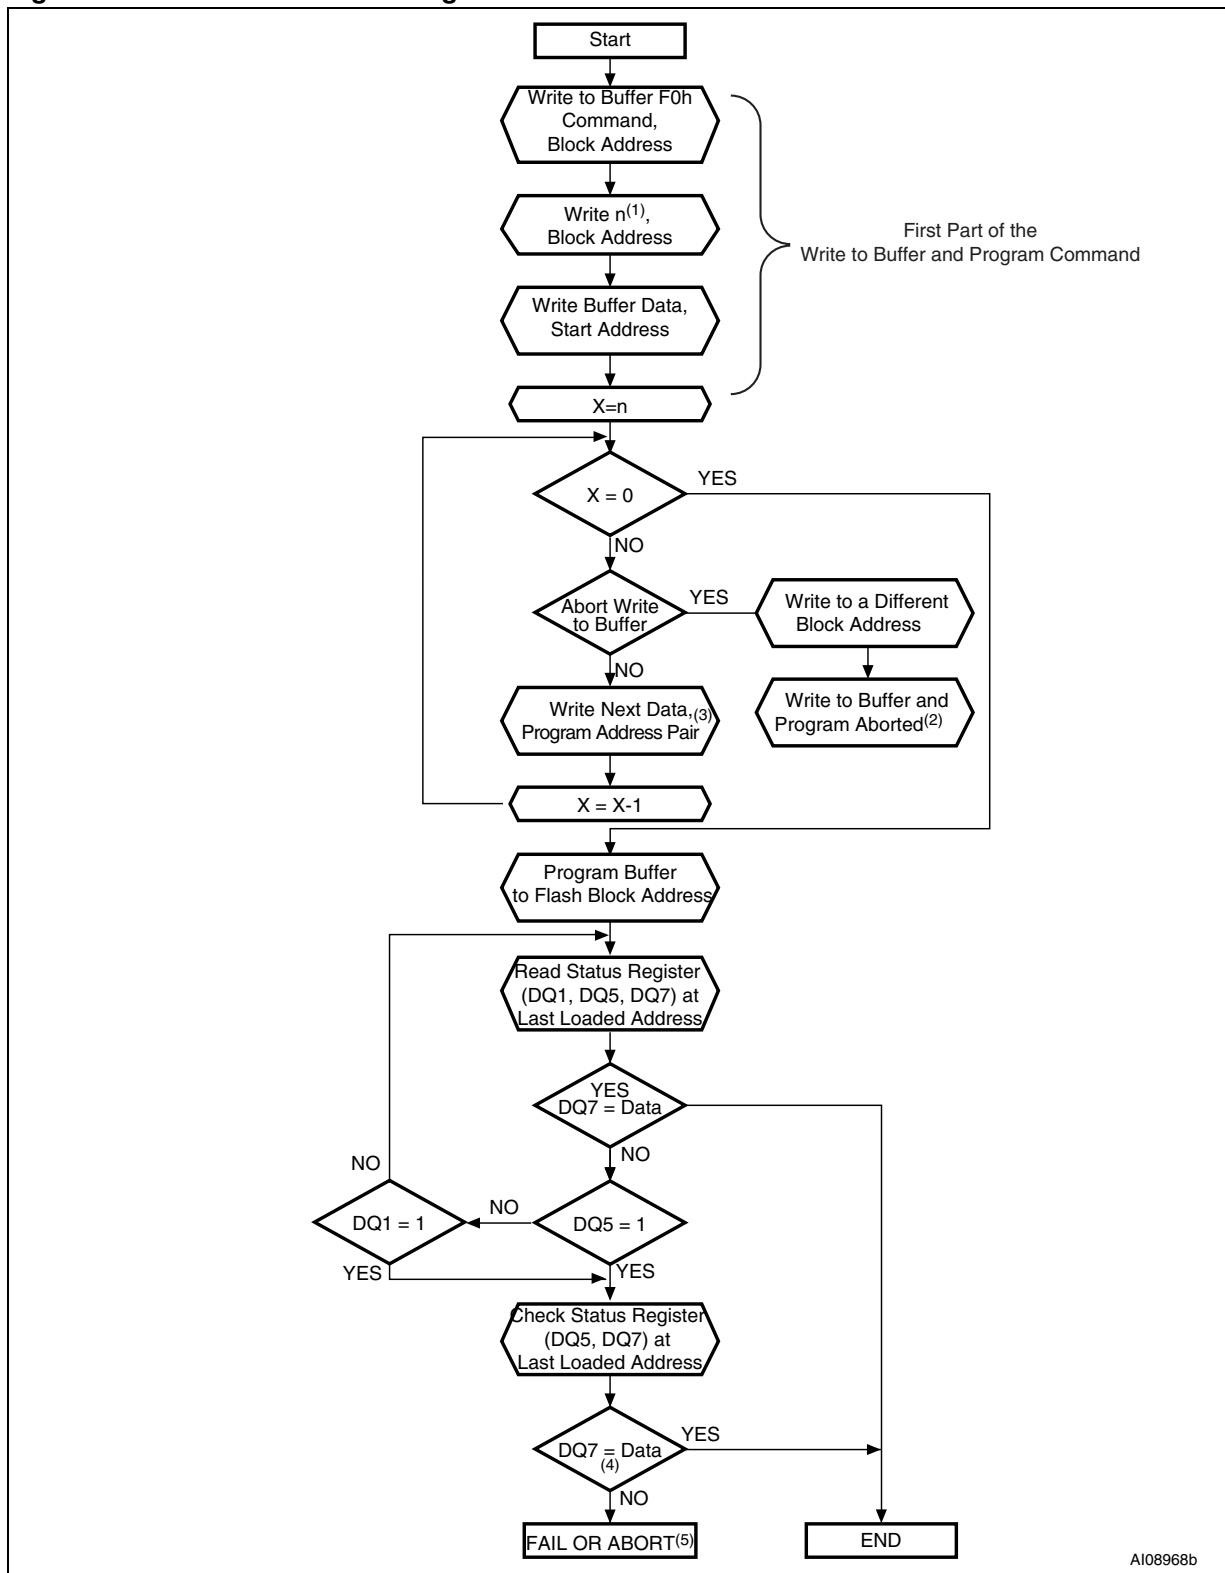 Start
Write to Buffer F0h
Command,
Block Address
Write n(1),
Block Address
First Part of the
Write to Buffer and Program Command
Write Buffer Data,
Start Address
X=n
X = 0
YES
NO
Abort Write
to Buffer
YES
Write to a Different
Block Address
NO
Write Next Data,(3)
Program Address Pair
Write to Buffer and
Program Aborted(2)
X = X-1
Program Buffer
to Flash Block Address
Read Status Register
(DQ1, DQ5, DQ7) at
Last Loaded Address
YES
DQ7 = Data
NO
NO
DQ1 = 1
NO
DQ5 = 1
YES
YES
Check Status Register
(DQ5, DQ7) at
Last Loaded Address
DQ7 = Data
(4)
YES
NO
FAIL OR ABORT(5)
END
AI08968b